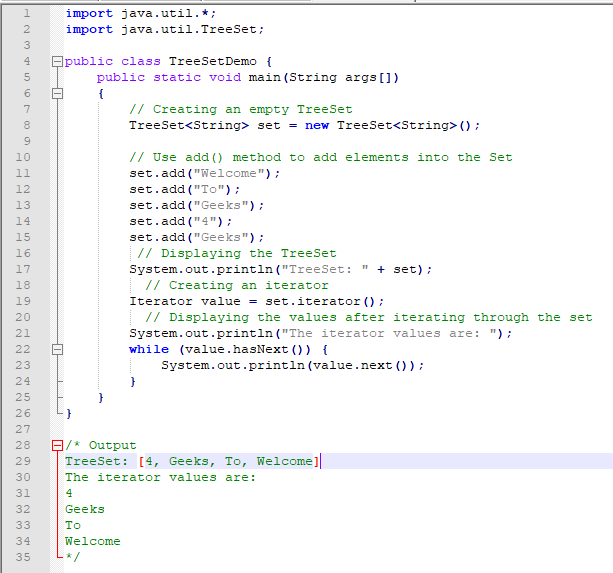 1 import java.util.*;
2 import java.util.TreeSet;
3
4 public class TreeSetDemo {
5     public static void main(String args[])
6     {
7         // Creating an empty TreeSet
8         TreeSet<String> set = new TreeSet<String>();
9
10         // Use add() method to add elements into the Set
11         set.add("Welcome");
12         set.add("To");
13         set.add("Geeks");
14         set.add("4");
15         set.add("Geeks");
16          // Displaying the TreeSet
17         System.out.println("TreeSet: " + set);
18           // Creating an iterator
19         Iterator value = set.iterator();
20           // Displaying the values after iterating through the set
21         System.out.println("The iterator values are: ");
22         while (value.hasNext()) {
23             System.out.println(value.next());
24         }
25     }
26 }
27
28 /* Output
29 TreeSet: [4, Geeks, To, Welcome]
30 The iterator values are:
31 4
32 Geeks
33 To
34 Welcome
35 */